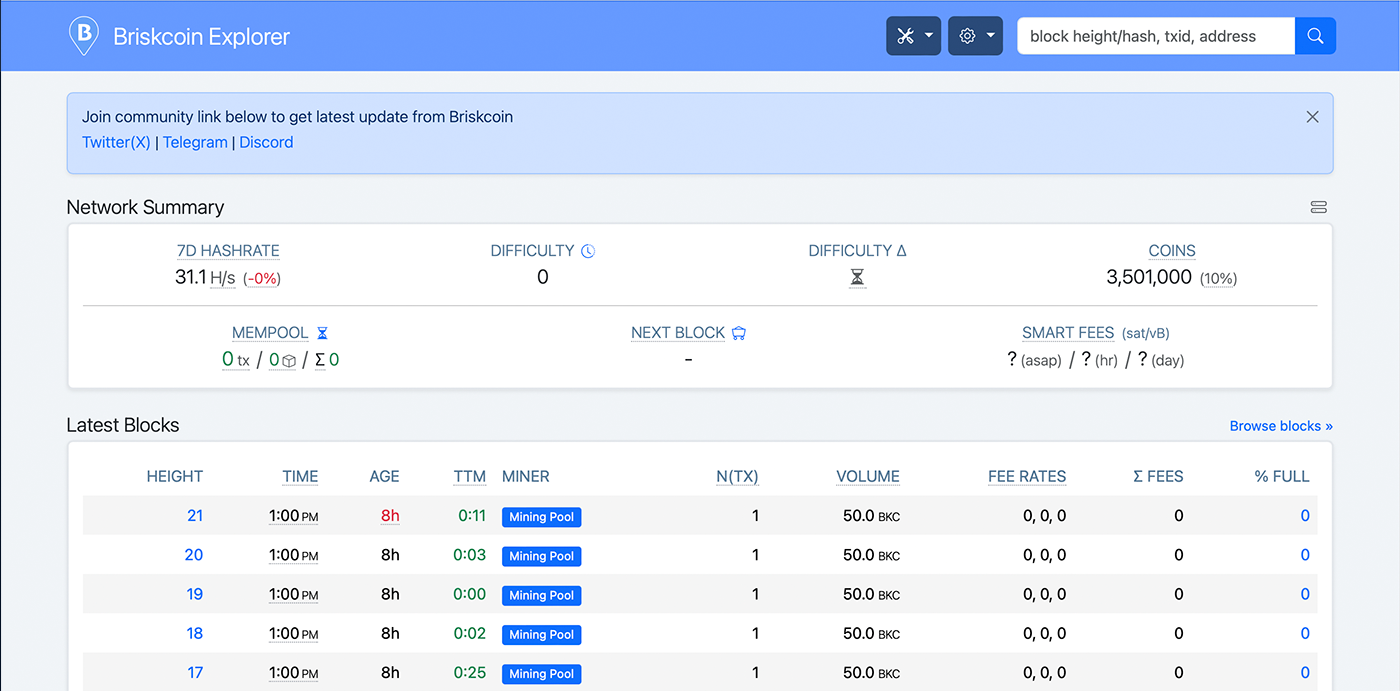 B Briskcoin Explorer block height/hash, txid, address
Join community link below to get latest update from Briskcoin
Twitter(X) | Telegram | Discord
Network Summary
7D HASHRATE DIFFICULTY DIFFICULTY Δ COINS
31.1 H/s (-0%) 0 3,501,000 (10%)
MEMPOOL NEXT BLOCK SMART FEES (sat/vB)
0 tx / 0 / Σ 0 - ? (asap) / ? (hr) / ? (day)
Latest Blocks Browse blocks »
HEIGHT TIME AGE TTM MINER N(TX) VOLUME FEE RATES Σ FEES % FULL
21 1:00 PM 8h 0:11 Mining Pool 1 50.0 BKC 0, 0, 0 0 0
20 1:00 PM 8h 0:03 Mining Pool 1 50.0 BKC 0, 0, 0 0 0
19 1:00 PM 8h 0:00 Mining Pool 1 50.0 BKC 0, 0, 0 0 0
18 1:00 PM 8h 0:02 Mining Pool 1 50.0 BKC 0, 0, 0 0 0
17 1:00 PM 8h 0:25 Mining Pool 1 50.0 BKC 0, 0, 0 0 0